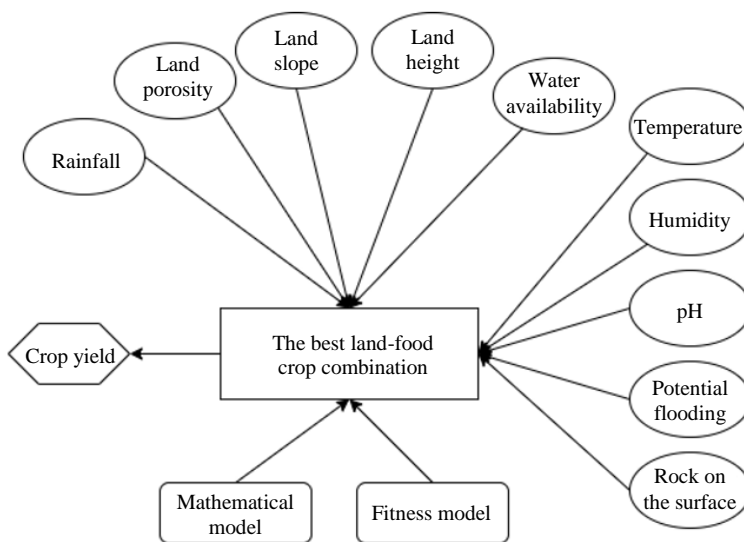 Land
slope
Land
height
Land
porosity
Water
availability
Temperature
Rainfall
Humidity
pH
The best land-food
crop combination
Crop yield
Potential
flooding
Rock on
the surface
Mathematical
model
Fitness model